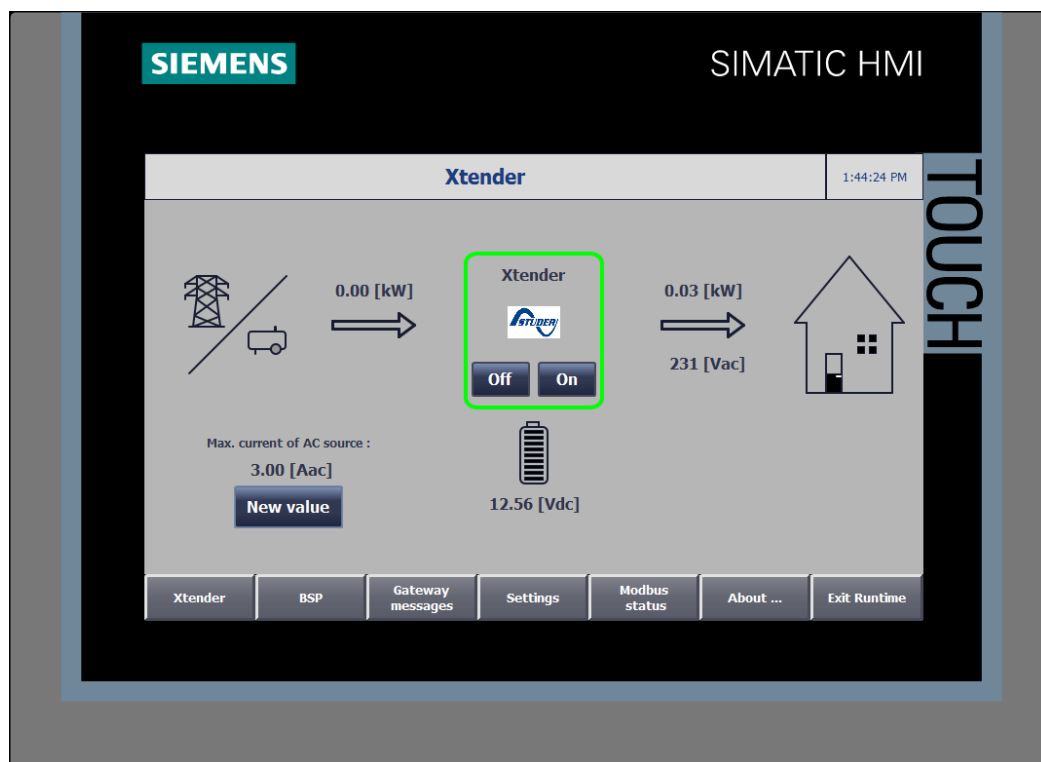 SIEMENS
SIMATIC HMI
TOUCH
Xtender
1:44:24 PM
Xtender
STUDER
0.00 [kW]
0.03 [kW]
231 [Vac]
Off
On
Max. current of AC source :
3.00 [Aac]
New value
12.56 [Vdc]
Xtender
BSP
Gateway
messages
Settings
Modbus
status
About ...
Exit Runtime